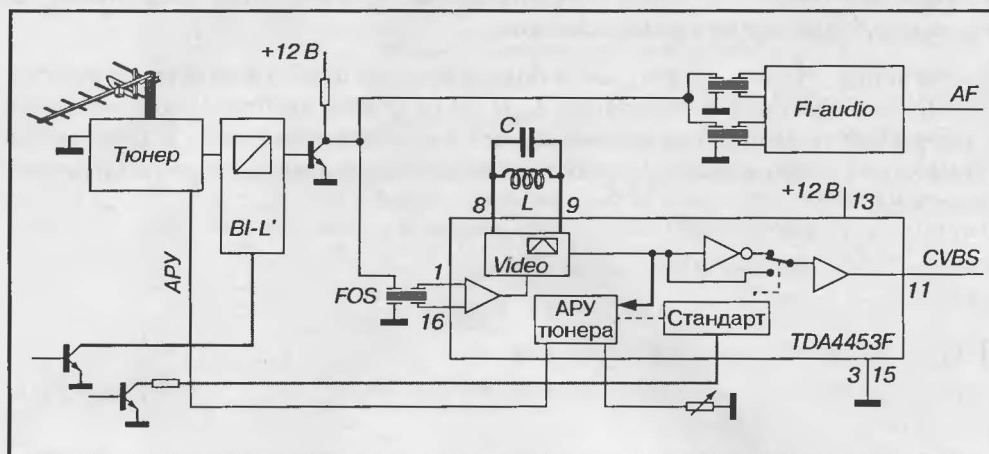 +12 В
Тюнер
BI-L'
АРУ
FOS
1
16
C
L
8
9
Video
АРУ
тюнера
Стандарт
TDA4453F
+12 В
13
FI-audio
AF
CVBS
11
3
15